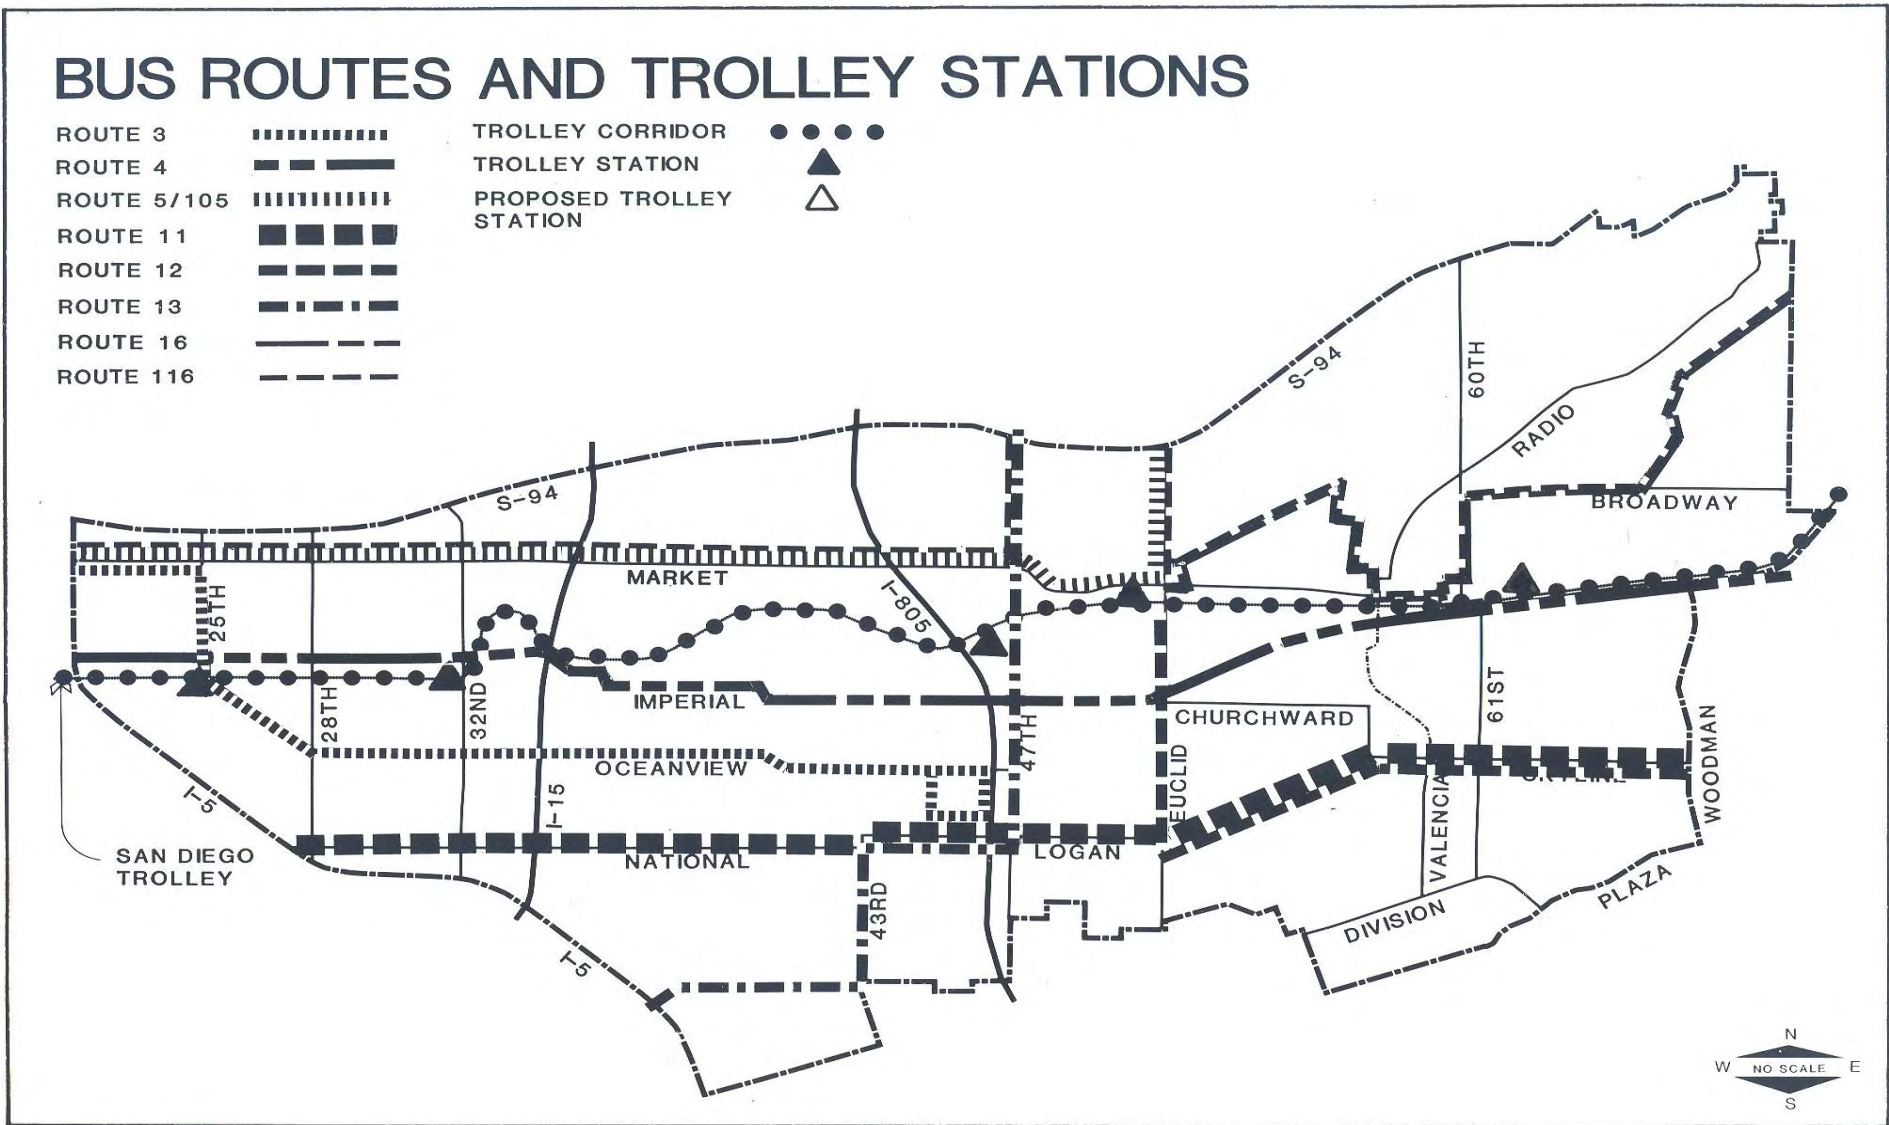 BUS ROUTES AND TROLLEY STATIONS
ROUTE 3
ROUTE 4
ROUTE 5/105
ROUTE 11
ROUTE 12
ROUTE 13
ROUTE 16
ROUTE 116
TROLLEY CORRIDOR
TROLLEY STATION
PROPOSED TROLLEY
STATION
S-94
60TH
RADIO
BROADWAY
S-94
MARKET
I-805
25TH
28TH
32ND
IMPERIAL
47TH
CHURCHWARD
61ST
OCEANVIEW
EUCLID
WOODMAN
I-5
I-15
SAN DIEGO
TROLLEY
NATIONAL
LOGAN
VALENCIA
43RD
DIVISION
PLAZA
I-5
N
W
NO SCALE
E
S